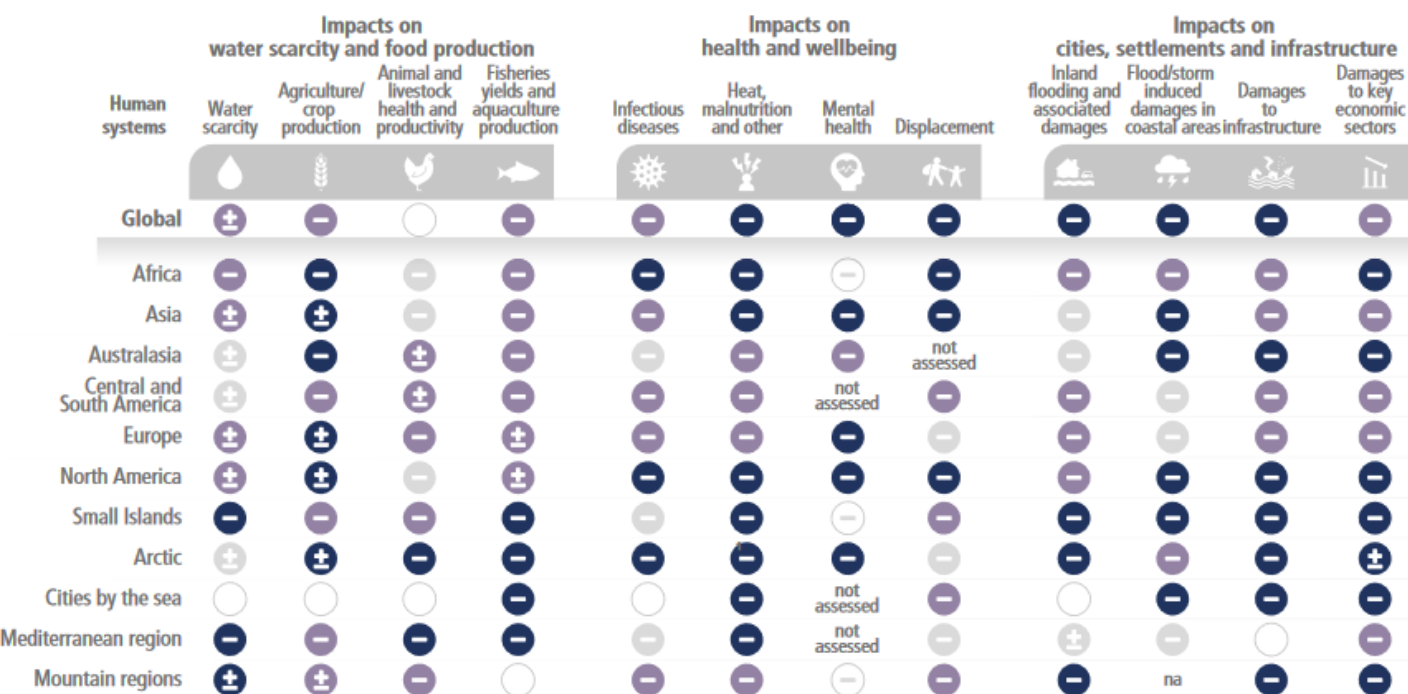 Impacts on
water scarcity and food production
Impacts on
health and wellbeing
Impacts on
cities, settlements and infrastructure
Human
systems
Water
scarcity
Agriculture/
crop
production
Animal and
livestock
health and
productivity
Fisheries
yields and
aquaculture
production
Infectious
diseases
Heat,
malnutrition
and other
Mental
health
Displacement
Inland
flooding and
associated
damages
Flood/storm
induced
damages in
coastal areas
Damages
to
infrastructure
Damages
to key
economic
sectors
Global
Africa
Asia
Australasia
not
assessed
Central and
South America
not
assessed
Europe
North America
Small Islands
Arctic
Cities by the sea
not
assessed
Mediterranean region
not
assessed
Mountain regions
na